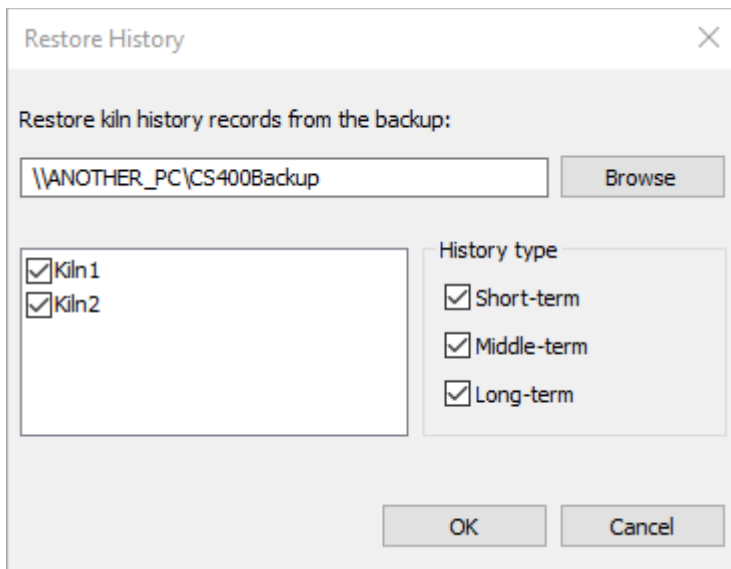 Restore History
Restore kiln history records from the backup:
\\ANOTHER_PC\CS400Backup
Browse
Kiln1
Kiln2
History type
Short-term
Middle-term
Long-term
OK
Cancel